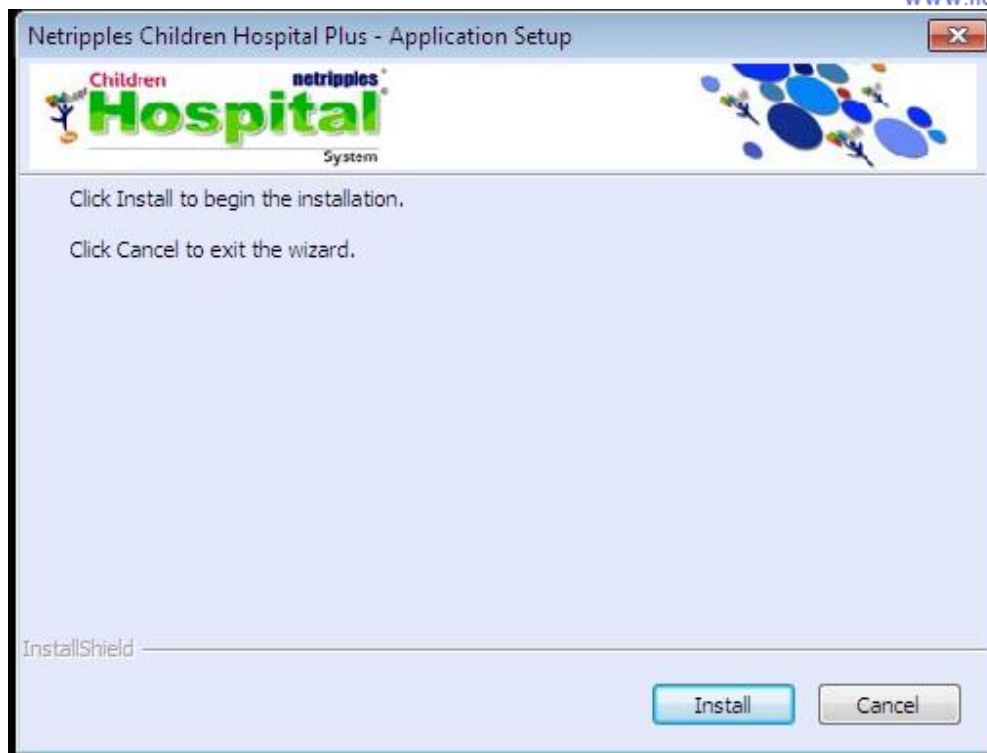 Netripples Children Hospital Plus - Application Setup
Children netripples
Hospital
System
Click Install to begin the installation.
Click Cancel to exit the wizard.
InstallShield
Install Cancel